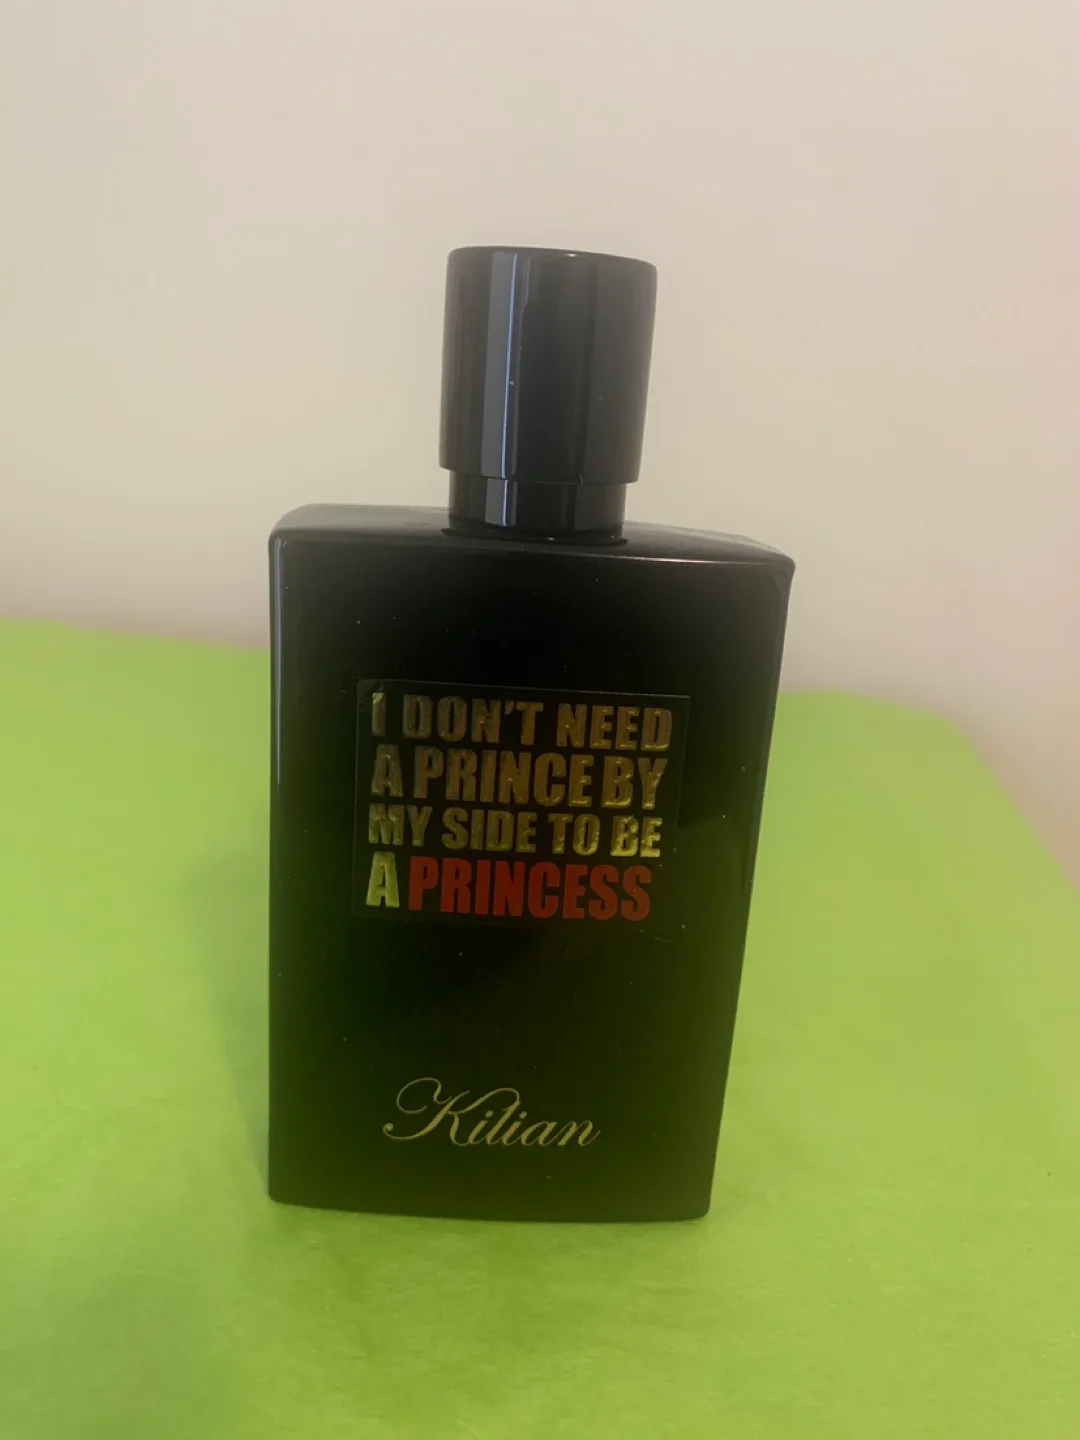 I DON'T NEED
A PRINCE BY
MY SIDE TO BE
A PRINCESS
Kilian